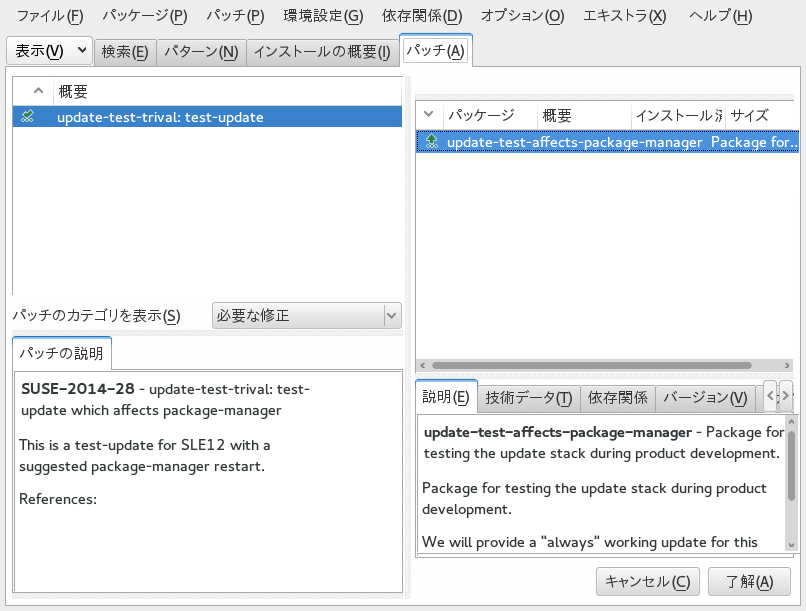 ファイル(F) パッケージ(P) パッチ(P) 環境設定(G) 依存関係(D) オプション(O) エキストラ(X) ヘルプ(H)
表示(V) 検索(E) パターン(N) インストールの概要(I) パッチ(A)
概要
update-test-trival: test-update
パッチのカテゴリを表示(S) 必要な修正
パッチの説明
SUSE-2014-28 - update-test-trival: test-
update which affects package-manager
This is a test-update for SLE12 with a
suggested package-manager restart.
References:
パッケージ 概要 インストール サイズ
update-test-affects-package-manager Package for...
説明(E) 技術データ(T) 依存関係 バージョン(V)
update-test-affects-package-manager - Package for
testing the update stack during product development.
Package for testing the update stack during product
development.
We will provide a "always" working update for this
キャンセル(C) 了解(A)